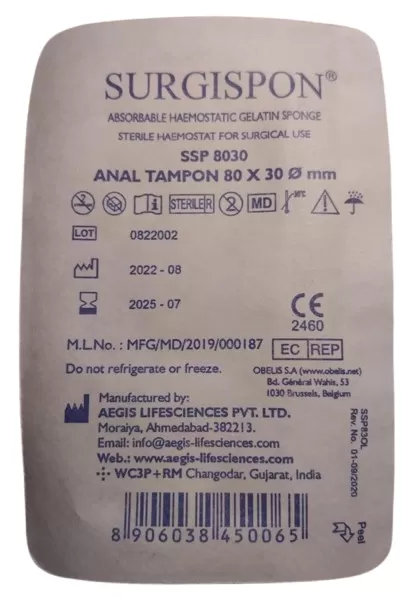 SURGISPON®
ABSORBABLE HAEMOSTATIC GELATIN SPONGE
STERILE HAEMOSTAT FOR SURGICAL USE
SSP 8030
ANAL TAMPON 80 X 30 Ø mm
STERILE R MD
LOT 0822002
2022 - 08
2025 - 07
CE
2460
M.L.No. : MFG/MD/2019/000187
EC REP
Do not refrigerate or freeze.
OBELIS S.A (www.obelis.net)
Bd. Général Wahis, 53
1030 Brussels, Belgium
Manufactured by:
AEGIS LIFESCIENCES PVT. LTD.
Moraiya, Ahmedabad-382213.
Email: info@aegis-lifesciences.com
Web.: www.aegis-lifesciences.com
WC3P+RM Changodar, Gujarat, India
SSP83OL
Rev. No. 01-09/2020
8 906038 450065
Peel